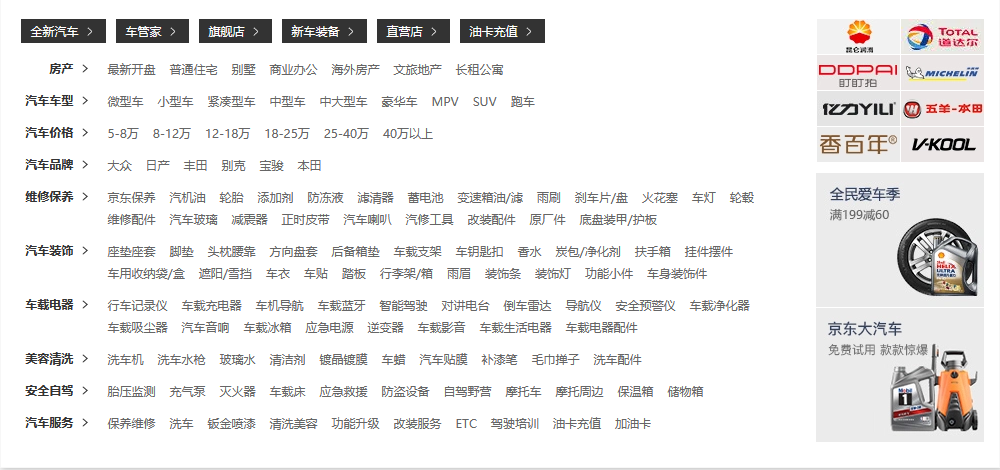 全新汽车 > 车管家 > 旗舰店 > 新车装备 > 直营店 > 油卡充值 >
房产 > 最新开盘 普通住宅 别墅 商业办公 海外房产 文旅地产 长租公寓
汽车车型 > 微型车 小型车 紧凑型车 中型车 中大型车 豪华车 MPV SUV 跑车
汽车价格 > 5-8万 8-12万 12-18万 18-25万 25-40万 40万以上
汽车品牌 > 大众 日产 丰田 别克 宝骏 本田
维修保养 > 京东保养 汽机油 轮胎 添加剂 防冻液 滤清器 蓄电池 变速箱油/滤 雨刷 刹车片/盘 火花塞 车灯 轮毂
维修配件 汽车玻璃 减震器 正时皮带 汽车喇叭 汽修工具 改装配件 原厂件 底盘装甲/护板
汽车装饰 > 座垫座套 脚垫 头枕腰靠 方向盘套 后备箱垫 车载支架 车钥匙扣 香水 炭包/净化剂 扶手箱 挂件摆件
车用收纳袋/盒 遮阳/雪挡 车衣 车贴 踏板 行李架/箱 雨眉 装饰条 装饰灯 功能小件 车身装饰件
车载电器 > 行车记录仪 车载充电器 车机导航 车载蓝牙 智能驾驶 对讲电台 倒车雷达 导航仪 安全预警仪 车载净化器
车载吸尘器 汽车音响 车载冰箱 应急电源 逆变器 车载影音 车载生活电器 车载电器配件
美容清洗 > 洗车机 洗车水枪 玻璃水 清洁剂 镀晶镀膜 车蜡 汽车贴膜 补漆笔 毛巾掸子 洗车配件
安全自驾 > 胎压监测 充气泵 灭火器 车载床 应急救援 防盗设备 自驾野营 摩托车 摩托周边 保温箱 储物箱
汽车服务 > 保养维修 洗车 钣金喷漆 清洗美容 功能升级 改装服务 ETC 驾驶培训 油卡充值 加油卡
昆仑润滑 TOTAL
道达尔
DDPAI MICHELIN
盯盯拍
亿力YILI 五羊-本田
香百年® V-KOOL
全民爱车季
满199减60
HELIX
ULTRA
京东大汽车
免费试用 款款爆爆
Mobil
1